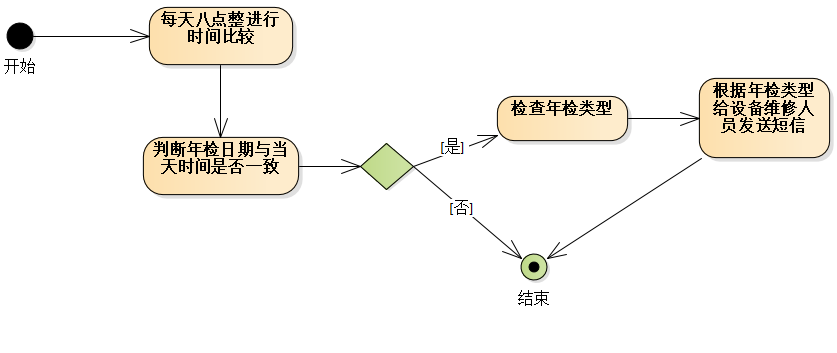 每天八点整进行
时间比较
开始
判断年检日期与当
天时间是否一致
[是]
检查年检类型
根据年检类型
给设备维修人
员发送短信
[否]
结束